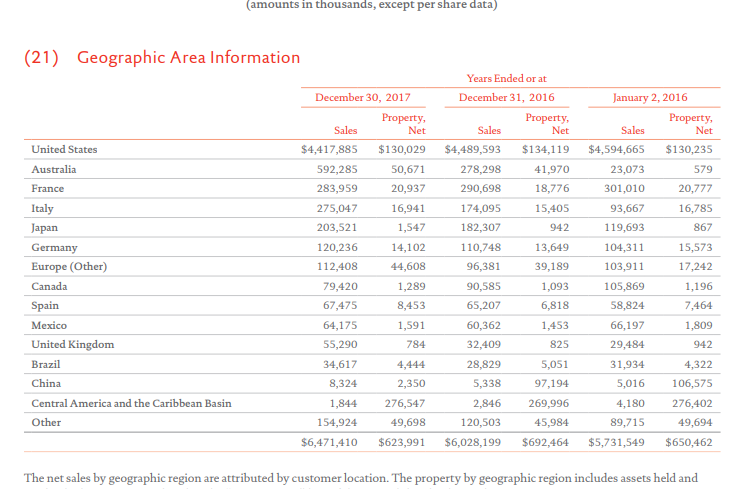 (amounts in thousands, except per share data)
(21) Geographic Area Information
Years Ended or at
December 30, 2017 December 31, 2016 January 2, 2016
Property, Property, Property,
Sales Net Sales Net Sales Net
United States $4,417,885 $130,029 $4,489,593 $134,119 $4,594,665 $130,235
Australia 592,285 50,671 278,298 41,970 23,073 579
France 283,959 20,937 290,698 18,776 301,010 20,777
Italy 275,047 16,941 174,095 15,405 93,667 16,785
Japan 203,521 1,547 182,307 942 119,693 867
Germany 120,236 14,102 110,748 13,649 104,311 15,573
Europe (Other) 112,408 44,608 96,381 39,189 103,911 17,242
Canada 79,420 1,289 90,585 1,093 105,869 1,196
Spain 67,475 8,453 65,207 6,818 58,824 7,464
Mexico 64,175 1,591 60,362 1,453 66,197 1,809
United Kingdom 55,290 784 32,409 825 29,484 942
Brazil 34,617 4,444 28,829 5,051 31,934 4,322
China 8,324 2,350 5,338 97,194 5,016 106,575
Central America and the Caribbean Basin 1,844 276,547 2,846 269,996 4,180 276,402
Other 154,924 49,698 120,503 45,984 89,715 49,694
$6,471,410 $623,991 $6,028,199 $692,464 $5,731,549 $650,462
The net sales by geographic region are attributed by customer location. The property by geographic region includes assets held and